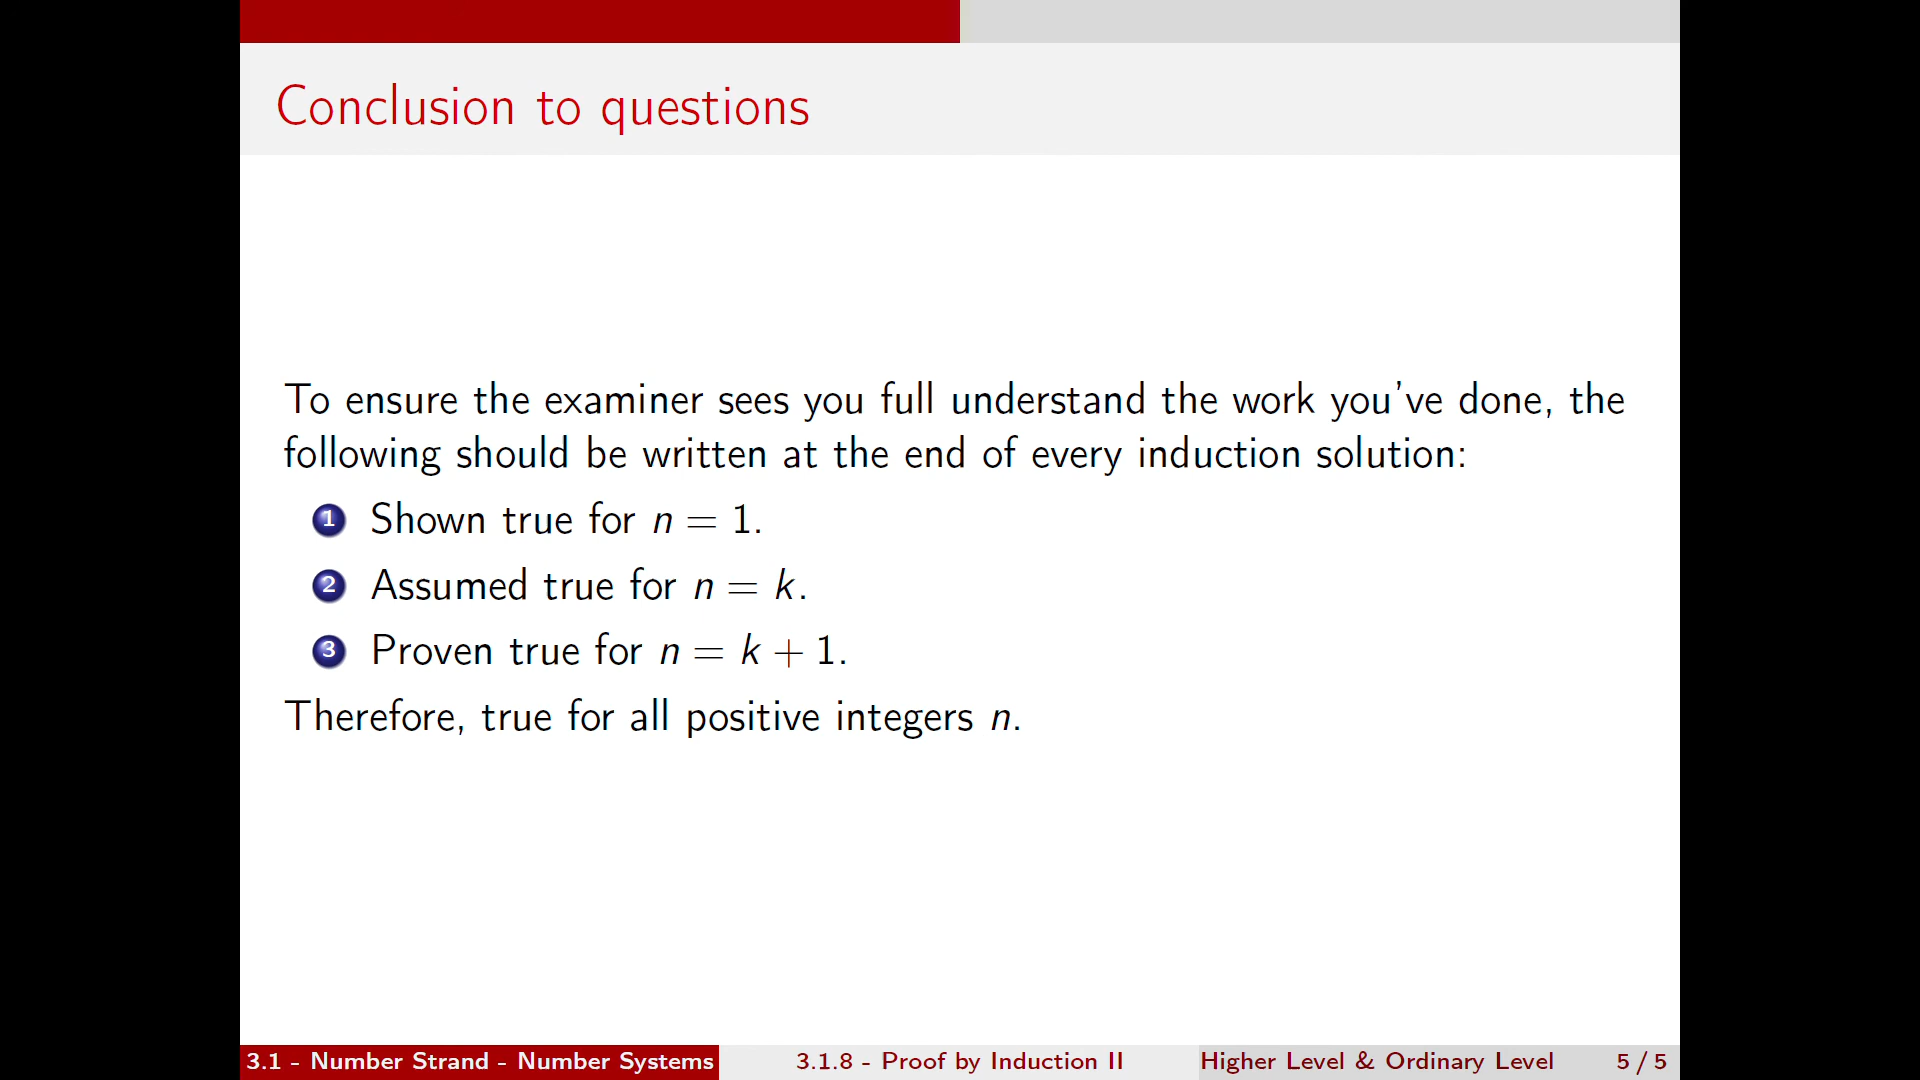 Conclusion to questions
To ensure the examiner sees you full understand the work you've done, the
following should be written at the end of every induction solution:
1 Shown true for n = 1.
2 Assumed true for n = k.
3 Proven true for n = k + 1.
Therefore, true for all positive integers n.
3.1 - Number Strand - Number Systems 3.1.8 - Proof by Induction II Higher Level & Ordinary Level 5 / 5